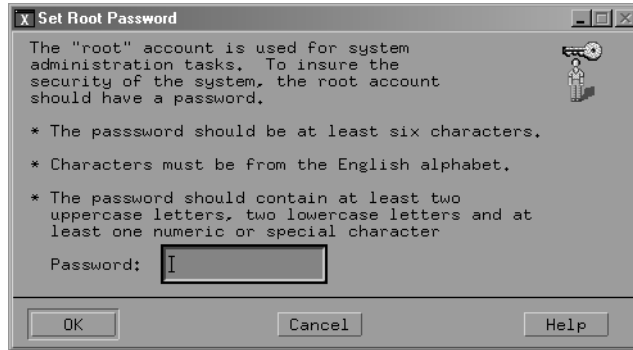 X Set Root Password
The "root" account is used for system
administration tasks. To insure the
security of the system, the root account
should have a password.
* The passsword should be at least six characters.
* Characters must be from the English alphabet.
* The password should contain at least two
uppercase letters, two lowercase letters and at
least one numeric or special character
Password:
OK Cancel Help